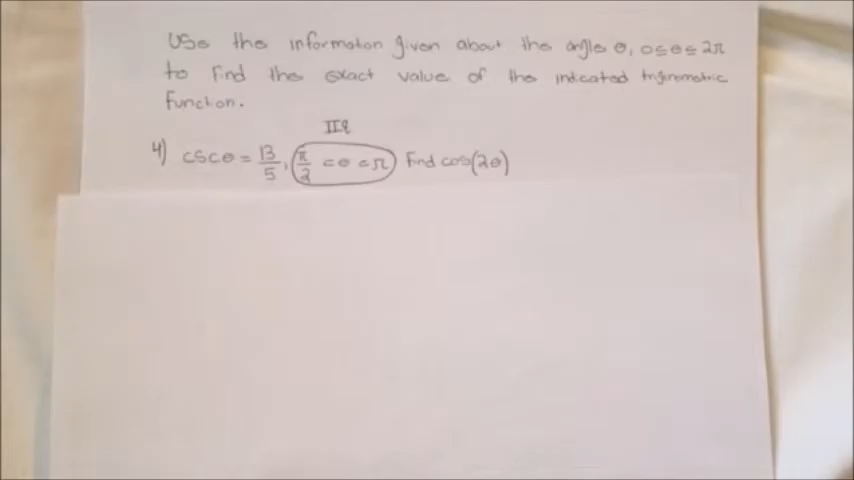 Use the information given about the angle θ, 0≤θ≤2π
to find the exact value of the indicated trigonometric
function.
IIQ
4) cscθ = 13/5, π/2 <θ <π Find cos(2θ)